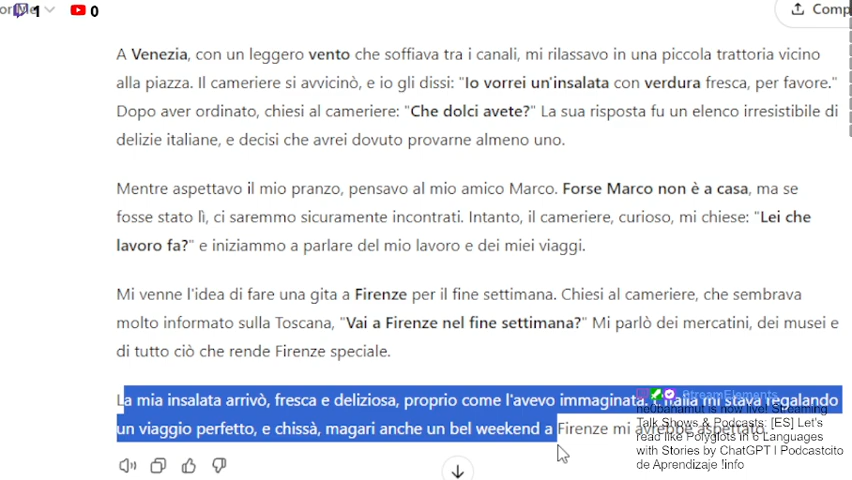 1 0
Comp
A Venezia, con un leggero vento che soffiava tra i canali, mi rilassavo in una piccola trattoria vicino
alla piazza. Il cameriere si avvicinò, e io gli dissi: "Io vorrei un'insalata con verdura fresca, per favore."
Dopo aver ordinato, chiesi al cameriere: "Che dolci avete?" La sua risposta fu un elenco irresistibile di
delizie italiane, e decisi che avrei dovuto provarne almeno uno.
Mentre aspettavo il mio pranzo, pensavo al mio amico Marco. Forse Marco non è a casa, ma se
fosse stato lì, ci saremmo sicuramente incontrati. Intanto, il cameriere, curioso, mi chiese: "Lei che
lavoro fa?" e iniziammo a parlare del mio lavoro e dei miei viaggi.
Mi venne l'idea di fare una gita a Firenze per il fine settimana. Chiesi al cameriere, che sembrava
molto informato sulla Toscana, "Vai a Firenze nel fine settimana?" Mi parlò dei mercatini, dei musei e
di tutto ciò che rende Firenze speciale.
La mia insalata arrivò, fresca e deliziosa, proprio come l'avevo immaginata. L'Italia mi stava regalando
un viaggio perfetto, e chissà, magari anche un bel weekend a Firenze mi avrebbe aspettato.
StreamElements
ne0bahamut is now live! Streaming
Talk Shows & Podcasts: [ES] Let's
read like Polyglots in 6 Languages
with Stories by ChatGPT l Podcastcito
de Aprendizaje !info